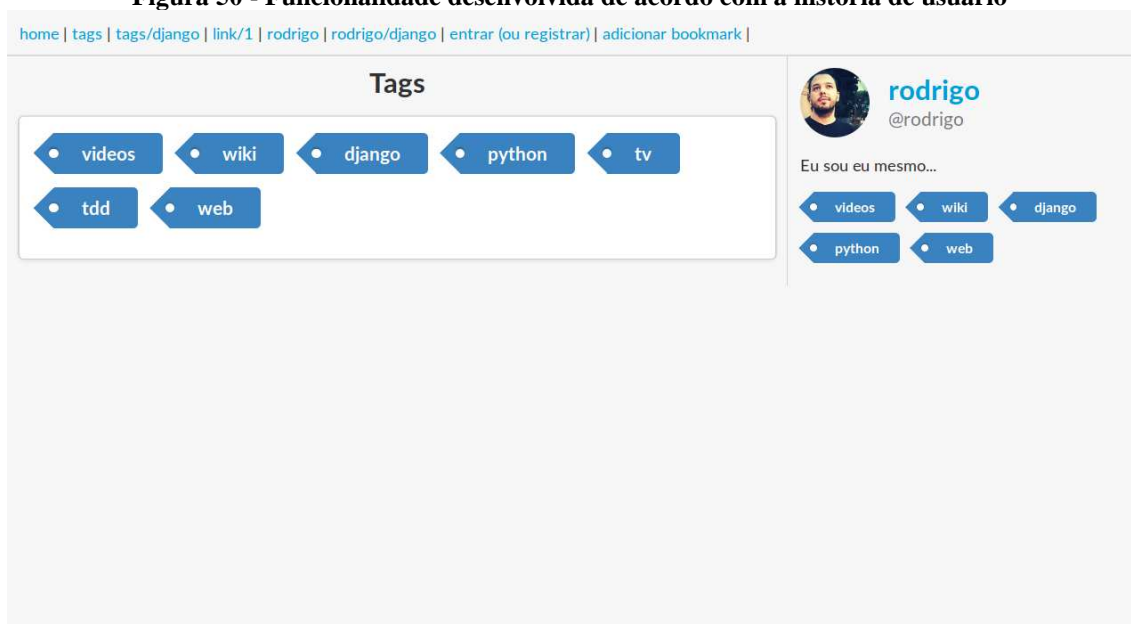 Figura 50 - Funcionalidade desenvolvida de acordo com a história de usuário
home | tags | tags/django | link/1 | rodrigo | rodrigo/django | entrar (ou registrar) | adicionar bookmark |
Tags
videos wiki django python tv
tdd web
rodrigo
@rodrigo
Eu sou eu mesmo...
videos wiki django
python web